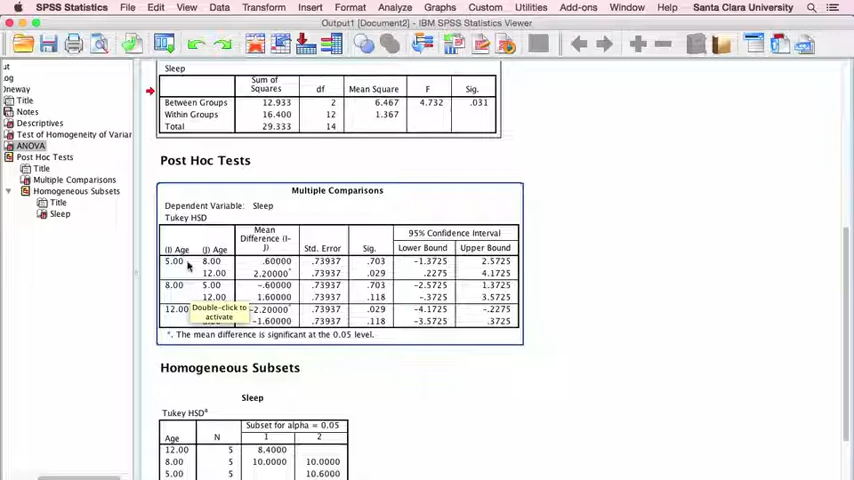 SPSS Statistics File Edit View Data Transform Insert Format Analyze Graphs Custom Utilities Add-ons Window Help Santa Clara University
Output1 [Document2] - IBM SPSS Statistics Viewer
Sleep
Sum of Squares df Mean Square F Sig.
Between Groups 12.933 2 6.467 4.732 .031
Within Groups 16.400 12 1.367
Total 29.333 14
ut
og
neway
Title
Notes
Descriptives
Test of Homogeneity of Varian
ANOVA
Post Hoc Tests
Title
Multiple Comparisons
Homogeneous Subsets
Title
Sleep
Post Hoc Tests
Multiple Comparisons
Dependent Variable: Sleep
Tukey HSD
(I) Age (J) Age Mean Difference (I-J) Std. Error Sig. 95% Confidence Interval
Lower Bound Upper Bound
5.00 8.00 .60000 .73937 .703 -1.3725 2.5725
12.00 2.20000* .73937 .029 .2275 4.1725
8.00 5.00 -.60000 .73937 .703 -2.5725 1.3725
12.00 1.60000 .73937 .118 -.3725 3.5725
12.00 -2.20000* .73937 .029 -4.1725 -.2275
-1.60000 .73937 .118 -3.5725 .3725
Double-click to
activate
*. The mean difference is significant at the 0.05 level.
Homogeneous Subsets
Sleep
Tukey HSDa
Age N Subset for alpha = 0.05
1 2
12.00 5 8.4000
8.00 5 10.0000 10.0000
5.00 5 10.6000